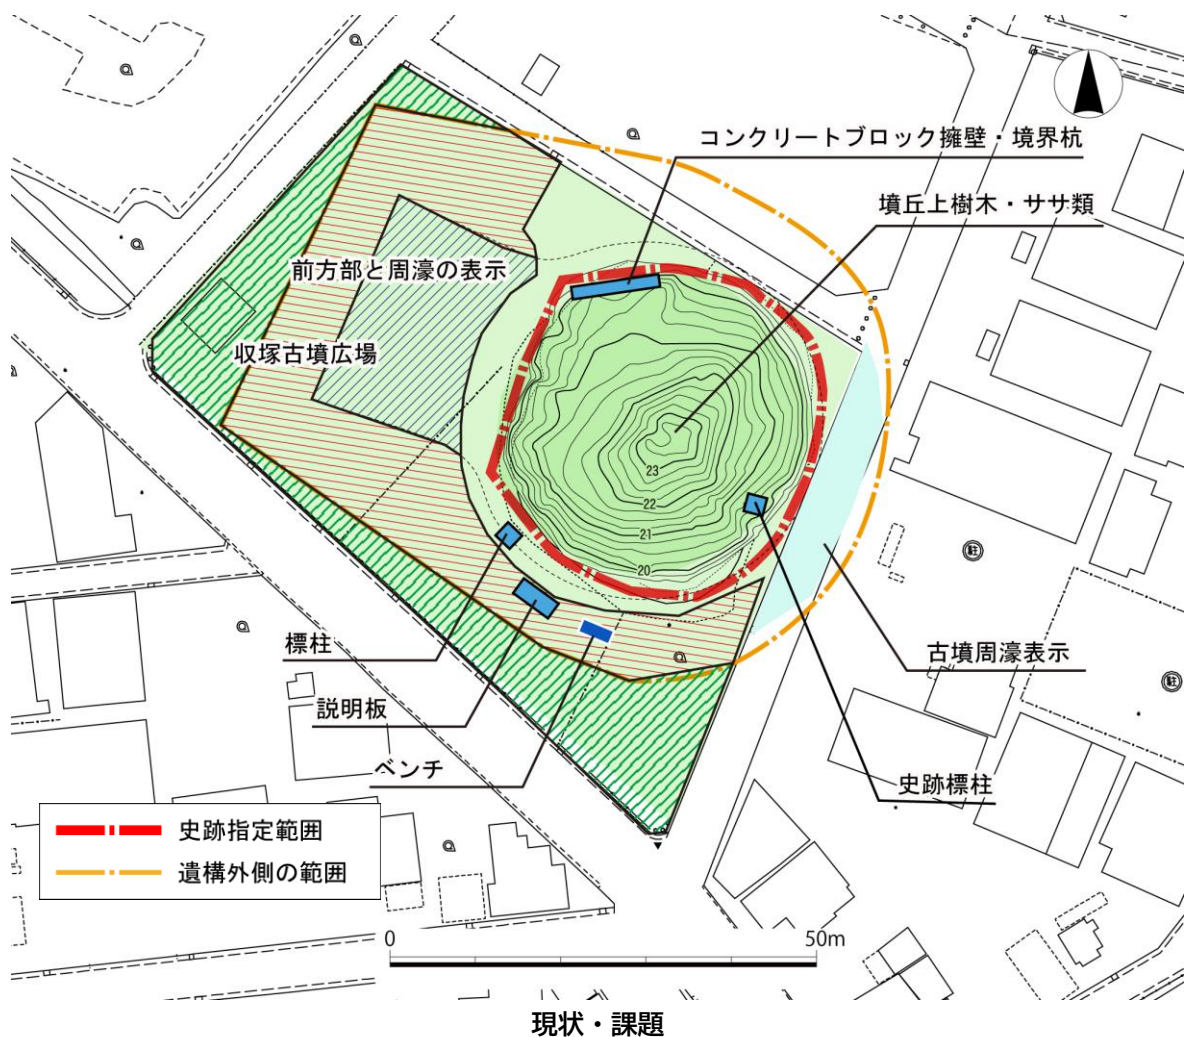 コンクリートブロック擁壁・境界杭
墳丘上樹木・ササ類
前方部と周濠の表示
収塚古墳広場
23
22
21
20
標柱
説明板
ベンチ
古墳周濠表示
史跡標柱
駐
駐
史跡指定範囲
遺構外側の範囲
0
50m
現状・課題